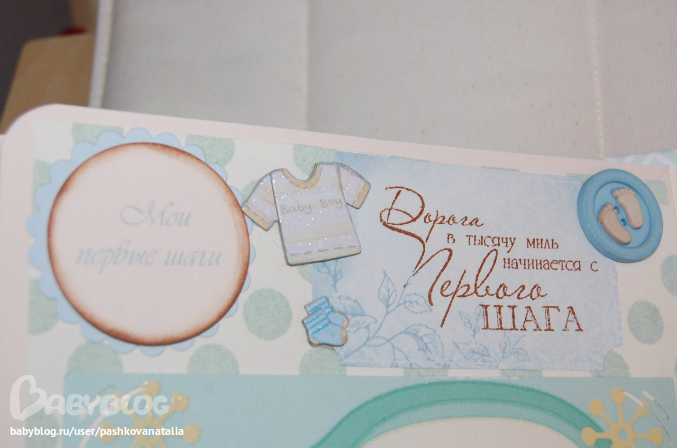 Мои
первые шаги
Baby Boy
Дорога
в тысячу миль
начинается с
Первого
ШАГА
BABYBLOG
babyblog.ru/user/pashkovanatalia